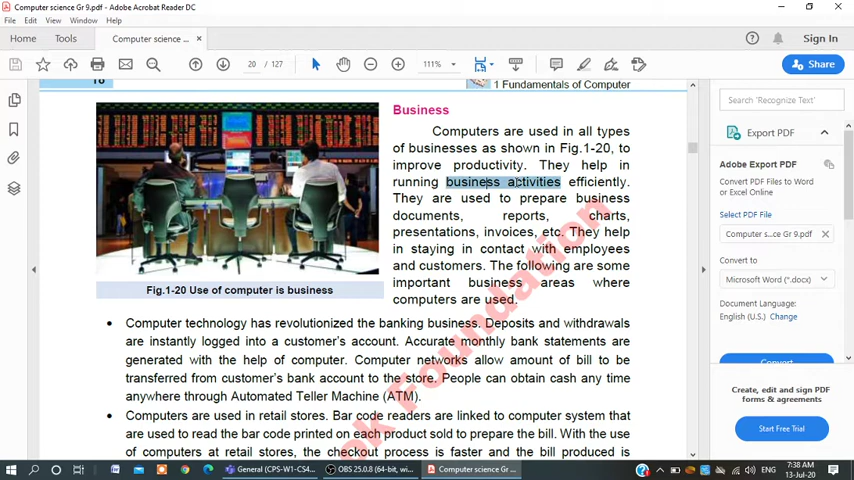 Computer science Gr 9.pdf - Adobe Acrobat Reader DC
File Edit View Window Help
Home Tools Computer science ... × Sign In
20 / 127 111% Share
16 1 Fundamentals of Computer
Business
Computers are used in all types
of businesses as shown in Fig.1-20, to
improve productivity. They help in
running business activities efficiently.
They are used to prepare business
documents, reports, charts,
presentations, invoices, etc. They help
in staying in contact with employees
and customers. The following are some
important business areas where
computers are used.
Fig.1-20 Use of computer is business
• Computer technology has revolutionized the banking business. Deposits and withdrawals
are instantly logged into a customer's account. Accurate monthly bank statements are
generated with the help of computer. Computer networks allow amount of bill to be
transferred from customer's bank account to the store. People can obtain cash any time
anywhere through Automated Teller Machine (ATM).
• Computers are used in retail stores. Bar code readers are linked to computer system that
are used to read the bar code printed on each product sold to prepare the bill. With the use
of computers at retail stores, the checkout process is faster and the bill produced is
ok Foundation
Search 'Recognize Text'
Export PDF
Adobe Export PDF
Convert PDF Files to Word
or Excel Online
Select PDF File
Computer s...ce Gr 9.pdf ×
Convert to
Microsoft Word (*.docx)
Document Language:
English (U.S.) Change
Convert
Create, edit and sign PDF
forms & agreements
Start Free Trial
General (CPS-W1-CS4... OBS 25.0.8 (64-bit, wi... Computer science Gr ... ENG 7:38 AM
13-Jul-20